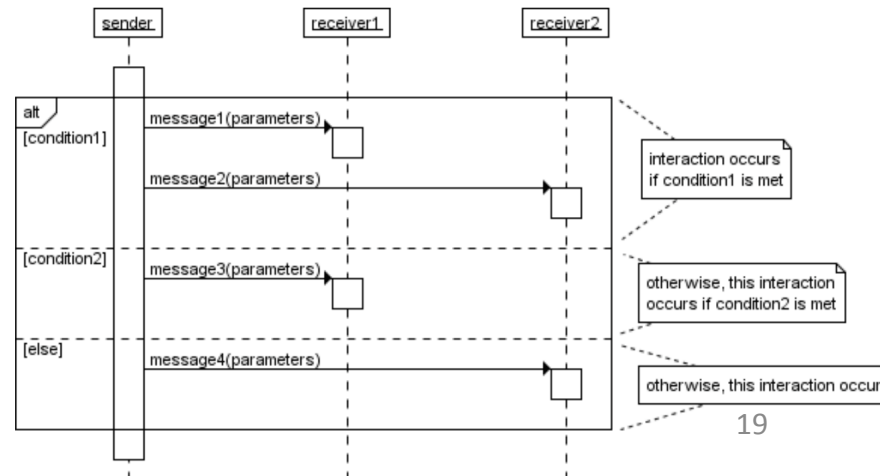 sender
receiver1
receiver2
alt
[condition1]
message1(parameters)
message2(parameters)
interaction occurs
if condition1 is met
[condition2]
message3(parameters)
otherwise, this interaction
occurs if condition2 is met
[else]
message4(parameters)
otherwise, this interaction occur
19